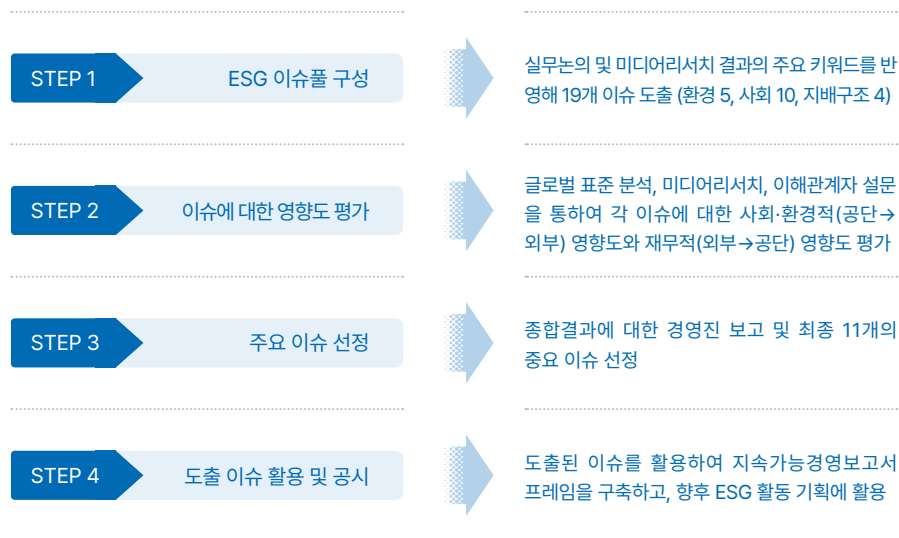 STEP 1
ESG 이슈풀 구성
실무논의 및 미디어리서치 결과의 주요 키워드를 반
영해 19개 이슈 도출 (환경 5, 사회 10, 지배구조 4)
STEP 2
이슈에 대한 영향도 평가
글로벌 표준 분석, 미디어리서치, 이해관계자 설문
을 통하여 각 이슈에 대한 사회·환경적(공단→
외부) 영향도와 재무적(외부→공단) 영향도 평가
STEP 3
주요 이슈 선정
종합결과에 대한 경영진 보고 및 최종 11개의
중요 이슈 선정
STEP 4
도출 이슈 활용 및 공시
도출된 이슈를 활용하여 지속가능경영보고서
프레임을 구축하고, 향후 ESG 활동 기획에 활용